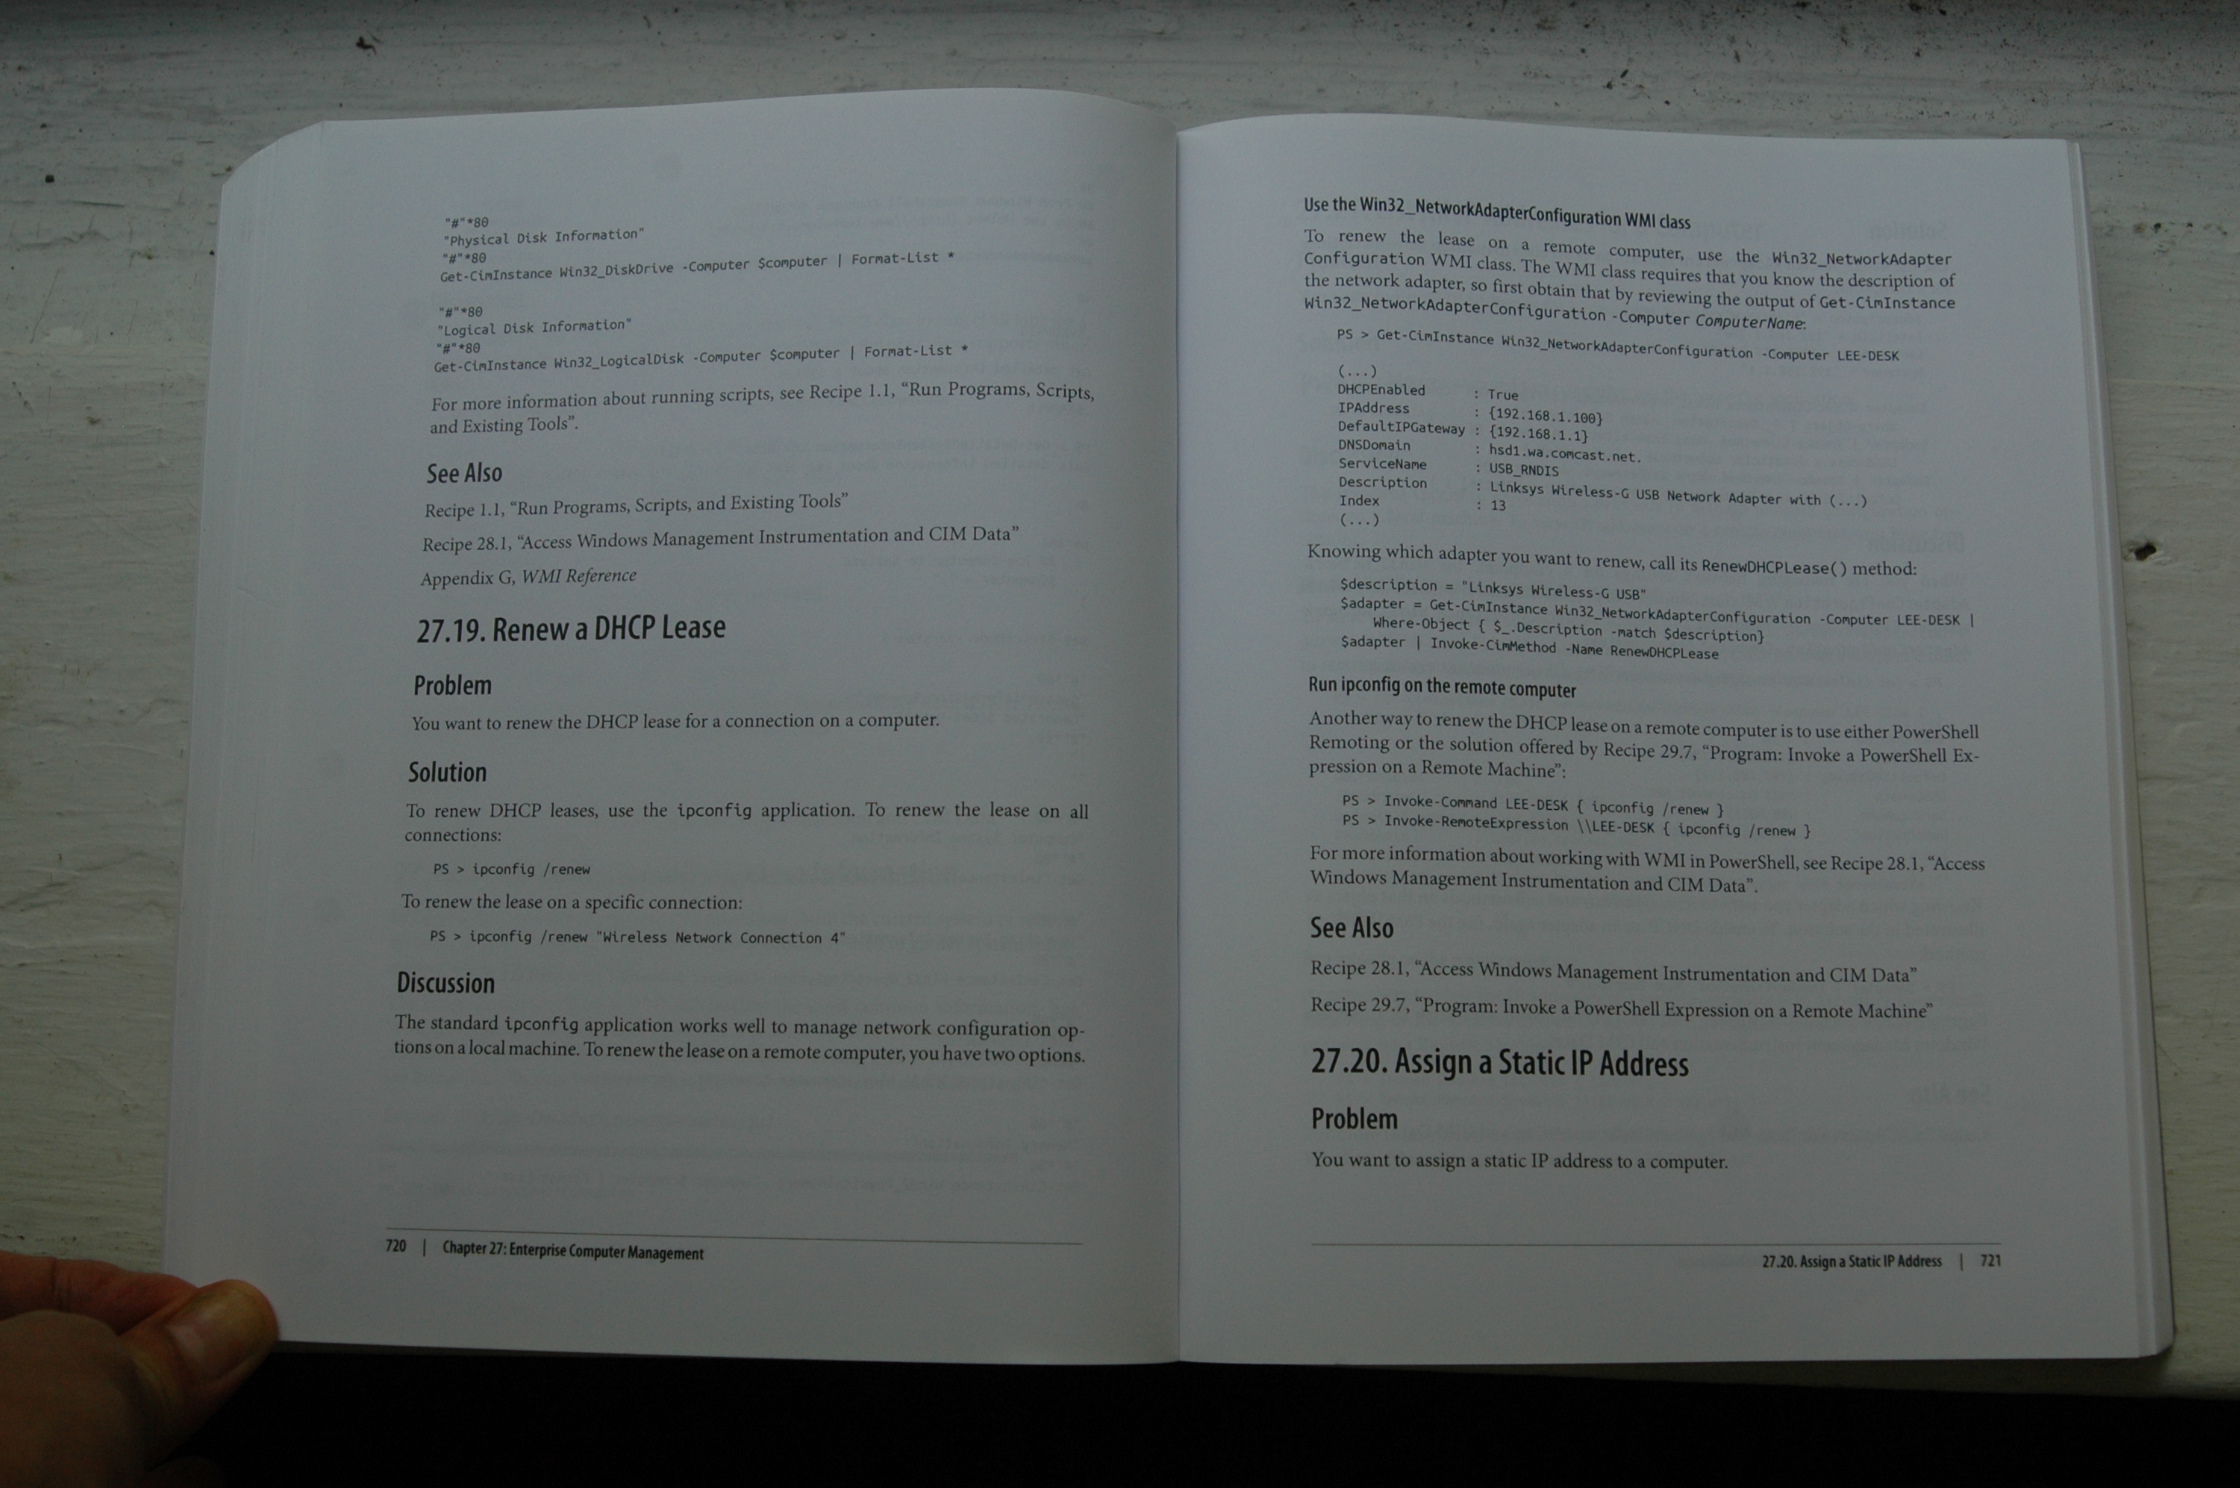 "#"*80
"Physical Disk Information"
"#"*80
Get-CimInstance Win32_DiskDrive -Computer $computer | Format-List *
"#"*80
"Logical Disk Information"
"#"*80
Get-CimInstance Win32_LogicalDisk -Computer $computer | Format-List *
For more information about running scripts, see Recipe 1.1, “Run Programs, Scripts,
and Existing Tools”.
See Also
Recipe 1.1, “Run Programs, Scripts, and Existing Tools”
Recipe 28.1, “Access Windows Management Instrumentation and CIM Data”
Appendix G, WMI Reference
27.19. Renew a DHCP Lease
Problem
You want to renew the DHCP lease for a connection on a computer.
Solution
To renew DHCP leases, use the ipconfig application. To renew the lease on all
connections:
PS > ipconfig /renew
To renew the lease on a specific connection:
PS > ipconfig /renew "Wireless Network Connection 4"
Discussion
The standard ipconfig application works well to manage network configuration op-
tions on a local machine. To renew the lease on a remote computer, you have two options.
720 | Chapter 27: Enterprise Computer Management
Use the Win32_NetworkAdapterConfiguration WMI class
To renew the lease on a remote computer, use the Win32_NetworkAdapter
Configuration WMI class. The WMI class requires that you know the description of
the network adapter, so first obtain that by reviewing the output of Get-CimInstance
Win32_NetworkAdapterConfiguration -Computer ComputerName:
PS > Get-CimInstance Win32_NetworkAdapterConfiguration -Computer LEE-DESK
(...)
DHCPEnabled : True
IPAddress : {192.168.1.100}
DefaultIPGateway : {192.168.1.1}
DNSDomain : hsd1.wa.comcast.net.
ServiceName : USB_RNDIS
Description : Linksys Wireless-G USB Network Adapter with (...)
Index : 13
(...)
Knowing which adapter you want to renew, call its RenewDHCPLease() method:
$description = "Linksys Wireless-G USB"
$adapter = Get-CimInstance Win32_NetworkAdapterConfiguration -Computer LEE-DESK |
Where-Object { $_.Description -match $description}
$adapter | Invoke-CimMethod -Name RenewDHCPLease
Run ipconfig on the remote computer
Another way to renew the DHCP lease on a remote computer is to use either PowerShell
Remoting or the solution offered by Recipe 29.7, “Program: Invoke a PowerShell Ex-
pression on a Remote Machine”:
PS > Invoke-Command LEE-DESK { ipconfig /renew }
PS > Invoke-RemoteExpression \\LEE-DESK { ipconfig /renew }
For more information about working with WMI in PowerShell, see Recipe 28.1, “Access
Windows Management Instrumentation and CIM Data”.
See Also
Recipe 28.1, “Access Windows Management Instrumentation and CIM Data”
Recipe 29.7, “Program: Invoke a PowerShell Expression on a Remote Machine”
27.20. Assign a Static IP Address
Problem
You want to assign a static IP address to a computer.
27.20. Assign a Static IP Address | 721